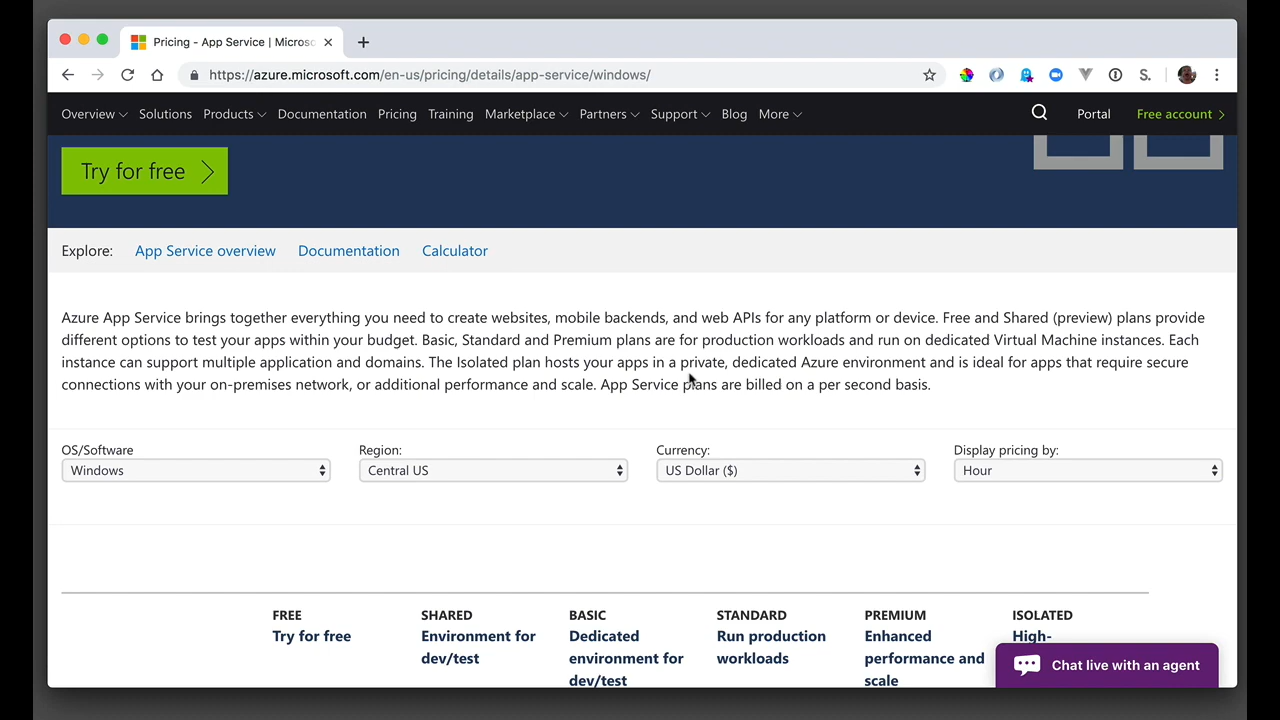 Pricing - App Service | Microso
https://azure.microsoft.com/en-us/pricing/details/app-service/windows/
Overview Solutions Products Documentation Pricing Training Marketplace Partners Support Blog More Portal Free account
Try for free
Explore: App Service overview Documentation Calculator
Azure App Service brings together everything you need to create websites, mobile backends, and web APIs for any platform or device. Free and Shared (preview) plans provide
different options to test your apps within your budget. Basic, Standard and Premium plans are for production workloads and run on dedicated Virtual Machine instances. Each
instance can support multiple application and domains. The Isolated plan hosts your apps in a private, dedicated Azure environment and is ideal for apps that require secure
connections with your on-premises network, or additional performance and scale. App Service plans are billed on a per second basis.
OS/Software Region: Currency: Display pricing by:
Windows Central US US Dollar ($) Hour
FREE SHARED BASIC STANDARD PREMIUM ISOLATED
Try for free Environment for Dedicated Run production Enhanced High-
dev/test environment for workloads performance and
dev/test scale
Chat live with an agent